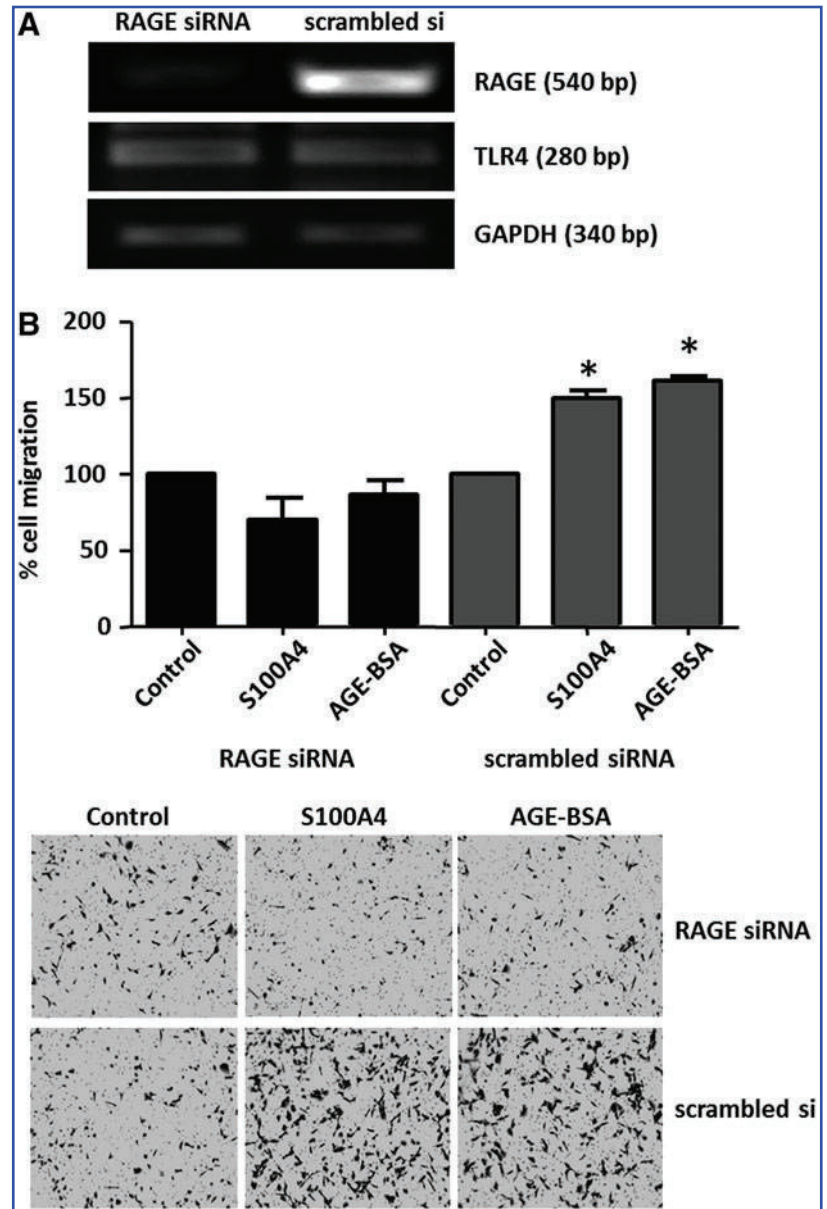 A
RAGE siRNA scrambled si
RAGE (540 bp)
TLR4 (280 bp)
GAPDH (340 bp)
B
% cell migration
200
150
100
50
0
* *
Control S100A4 AGE-BSA Control S100A4 AGE-BSA
RAGE siRNA scrambled siRNA
Control S100A4 AGE-BSA
RAGE siRNA
scrambled si